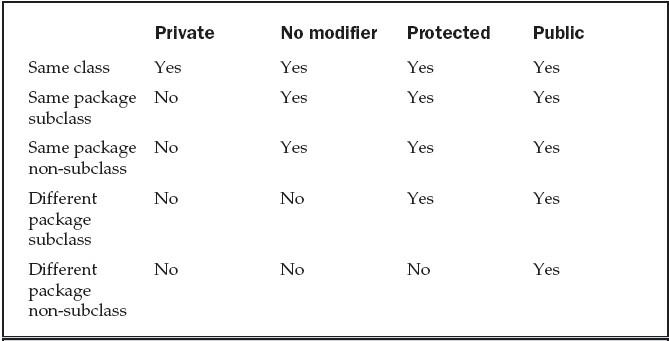 Private No modifier Protected Public
Same class Yes Yes Yes Yes
Same package No Yes Yes Yes
subclass
Same package No Yes Yes Yes
non-subclass
Different No No Yes Yes
package
subclass
Different No No No Yes
package
non-subclass